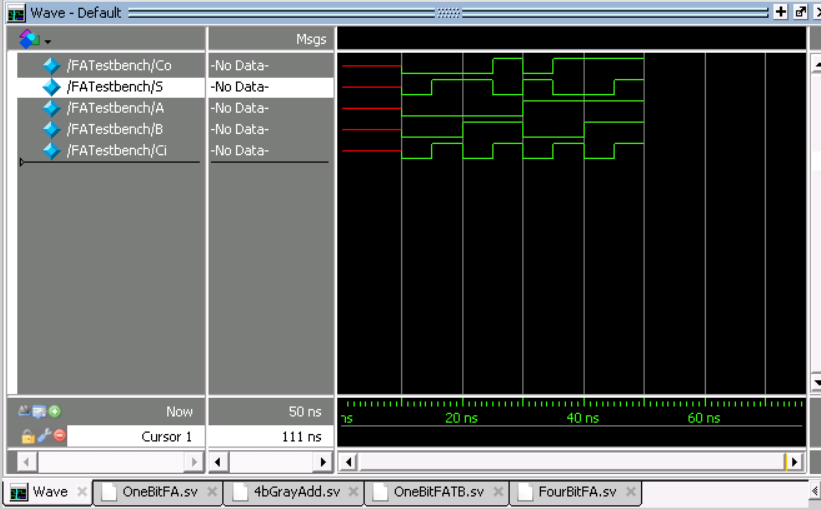 Wave - Default
Msgs
/FATestbench/Co -No Data-
/FATestbench/S -No Data-
/FATestbench/A -No Data-
/FATestbench/B -No Data-
/FATestbench/Ci -No Data-
Now 50 ns
ns 20 ns 40 ns 60 ns
Cursor 1 111 ns
Wave OneBitFA.sv 4bGrayAdd.sv OneBitFATB.sv FourBitFA.sv